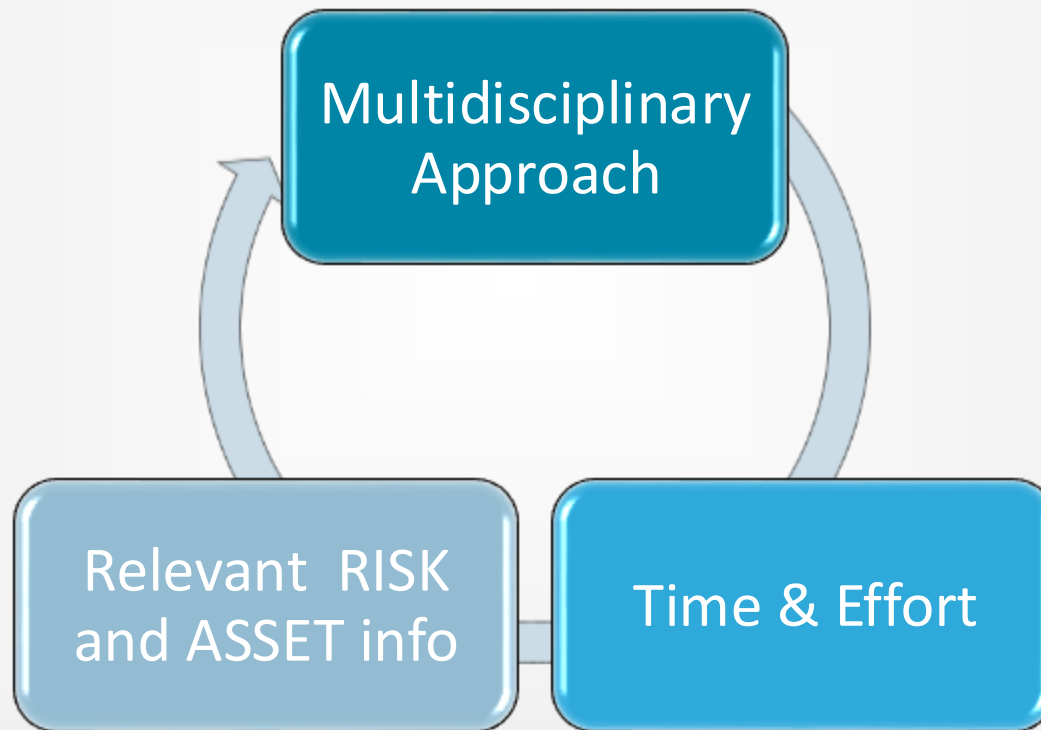 Multidisciplinary
Approach
Relevant  RISK
and ASSET info
Time & Effort